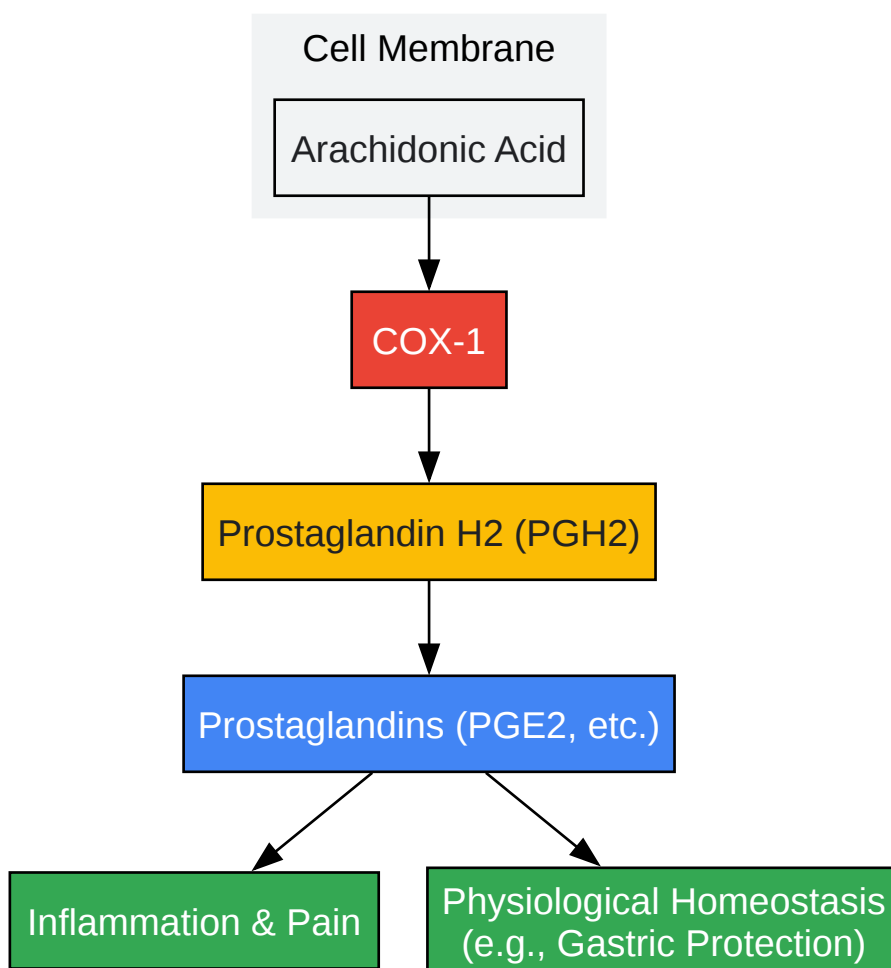 Cell Membrane
Arachidonic Acid
COX-1
Prostaglandin H2 (PGH2)
Prostaglandins (PGE2, etc.)
Inflammation & Pain
Physiological Homeostasis
(e.g., Gastric Protection)